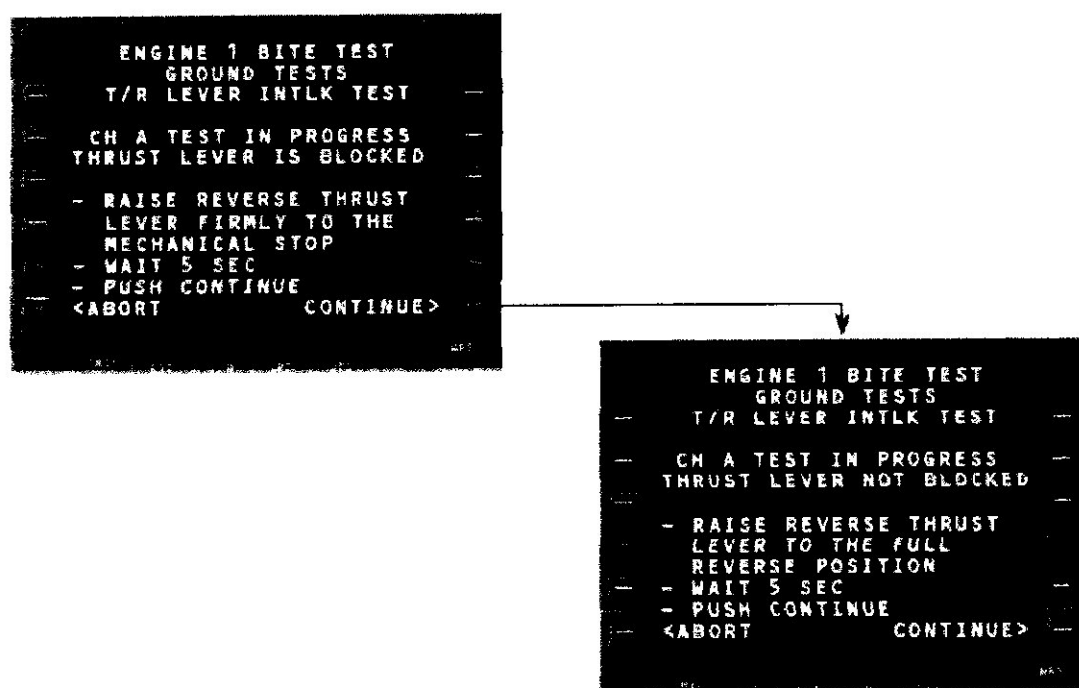 ENGINE 1 BITE TEST
GROUND TESTS
T/R LEVER INTLK TEST
CH A TEST IN PROGRESS
THRUST LEVER IS BLOCKED
- RAISE REVERSE THRUST
LEVER FIRMLY TO THE
MECHANICAL STOP
- WAIT 5 SEC
- PUSH CONTINUE
<ABORT CONTINUE>
ENGINE 1 BITE TEST
GROUND TESTS
T/R LEVER INTLK TEST
CH A TEST IN PROGRESS
THRUST LEVER NOT BLOCKED
- RAISE REVERSE THRUST
LEVER TO THE FULL
REVERSE POSITION
- WAIT 5 SEC
- PUSH CONTINUE
<ABORT CONTINUE>